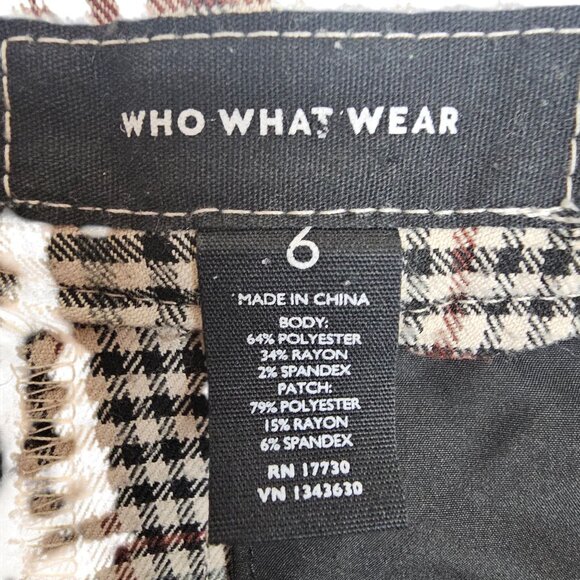 WHO WHAT WEAR
6
MADE IN CHINA
BODY:
64% POLYESTER
34% RAYON
2% SPANDEX
PATCH:
79% POLYESTER
15% RAYON
6% SPANDEX
RN 17730
VN 1343630